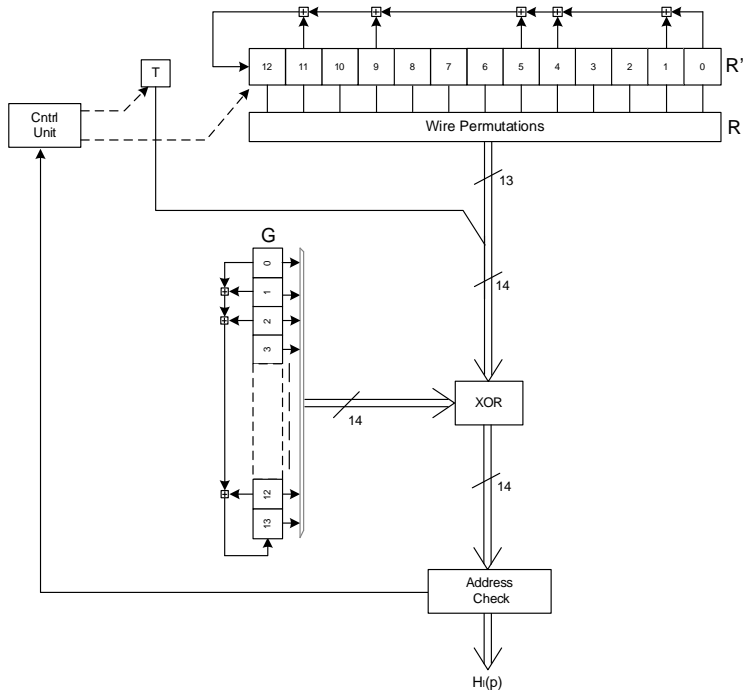 12 11 10 9 8 7 6 5 4 3 2 1 0
R'
T
Cntrl
Unit
Wire Permutations
R
13
G
0
1
2
3
12
13
14
14
XOR
14
Address
Check
Hl(p)